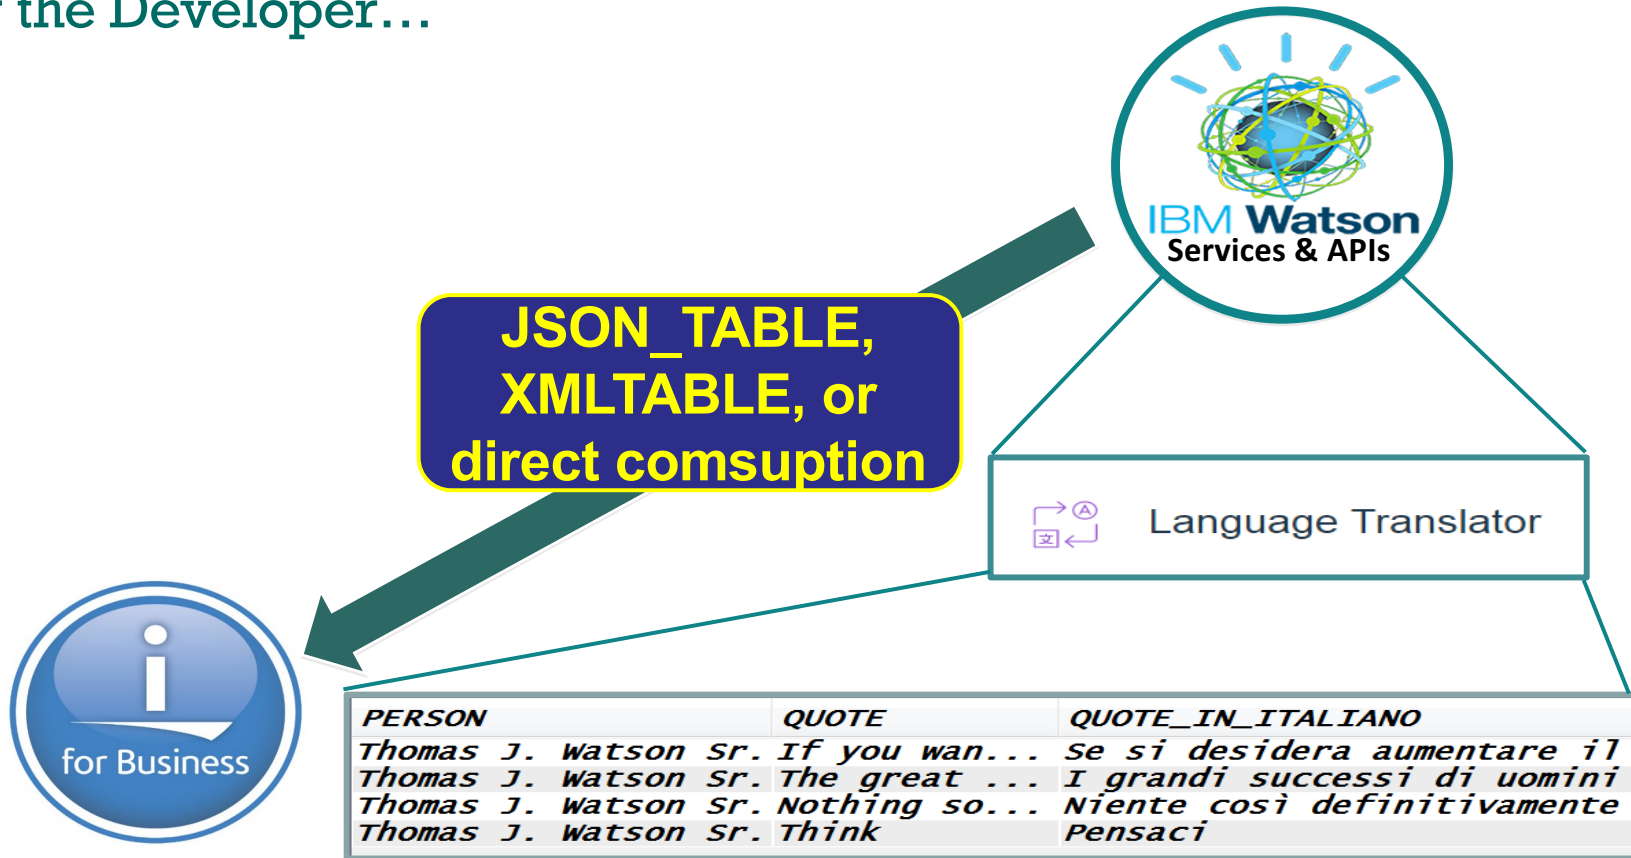 the Developer...
IBM Watson
Services & APIs
JSON_TABLE,
XMLTABLE, or
direct comsuption
A
文
Language Translator
i
for Business
PERSON QUOTE QUOTE_IN_ITALIANO
Thomas J. Watson Sr. If you wan... Se si desidera aumentare il
Thomas J. Watson Sr. The great ... I grandi successi di uomini
Thomas J. Watson Sr. Nothing so... Niente così definitivamente
Thomas J. Watson Sr. Think Pensaci